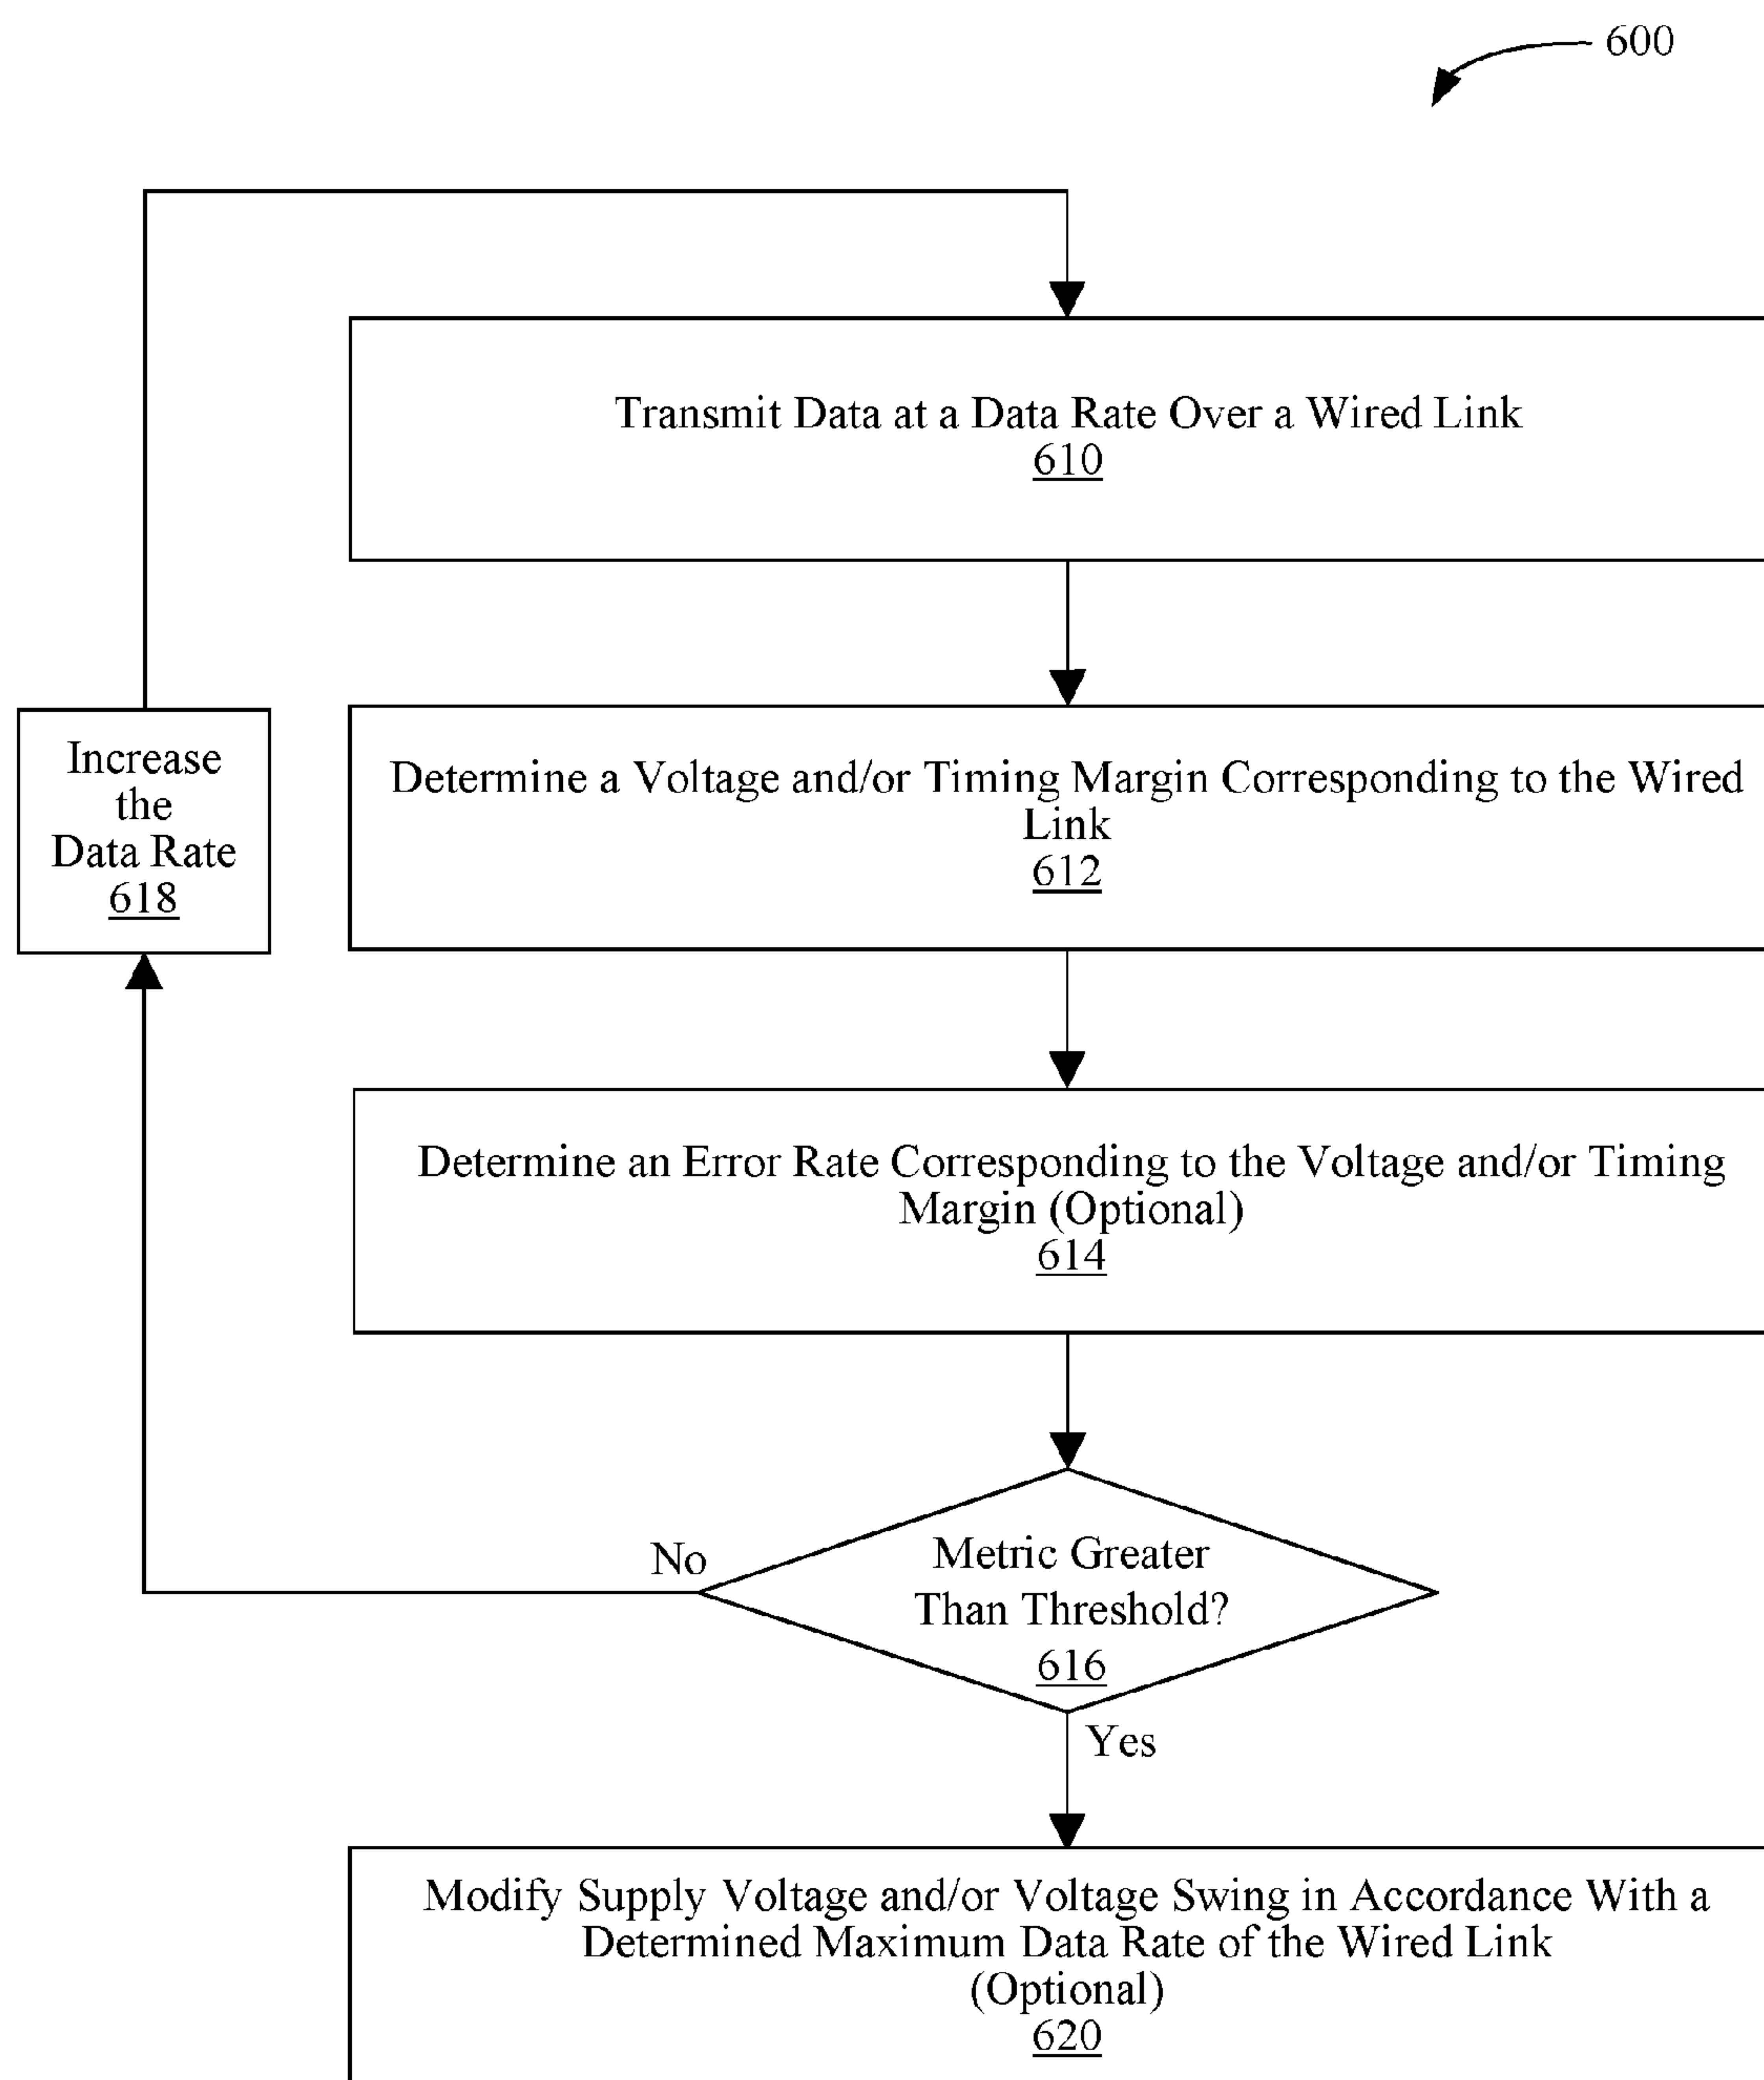 600
Transmit Data at a Data Rate Over a Wired Link
610
Increase
the
Data Rate
618
Determine a Voltage and/or Timing Margin Corresponding to the Wired
Link
612
Determine an Error Rate Corresponding to the Voltage and/or Timing
Margin (Optional)
614
No
Metric Greater
Than Threshold?
616
Yes
Modify Supply Voltage and/or Voltage Swing in Accordance With a
Determined Maximum Data Rate of the Wired Link
(Optional)
620